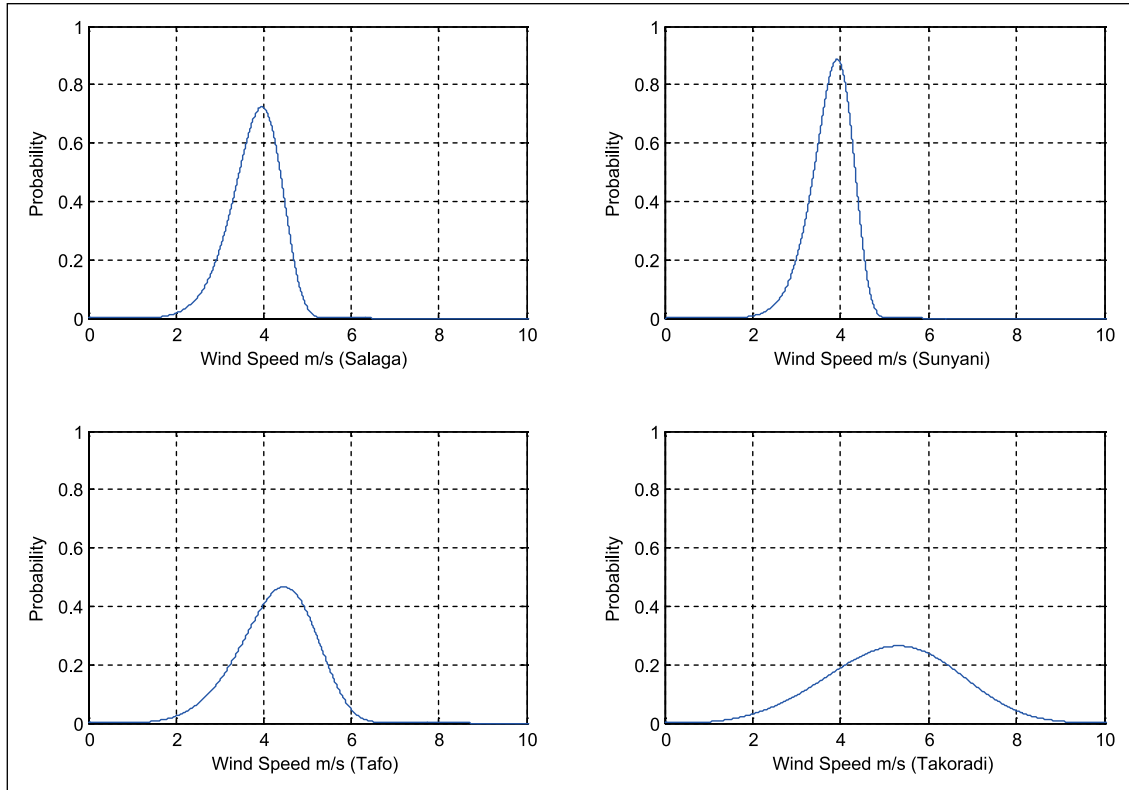 1
0.8
0.6
0.4
0.2
0
Probability
0 2 4 6 8 10
Wind Speed m/s (Salaga)
1
0.8
0.6
0.4
0.2
0
Probability
0 2 4 6 8 10
Wind Speed m/s (Sunyani)
1
0.8
0.6
0.4
0.2
0
Probability
0 2 4 6 8 10
Wind Speed m/s (Tafo)
1
0.8
0.6
0.4
0.2
0
Probability
0 2 4 6 8 10
Wind Speed m/s (Takoradi)